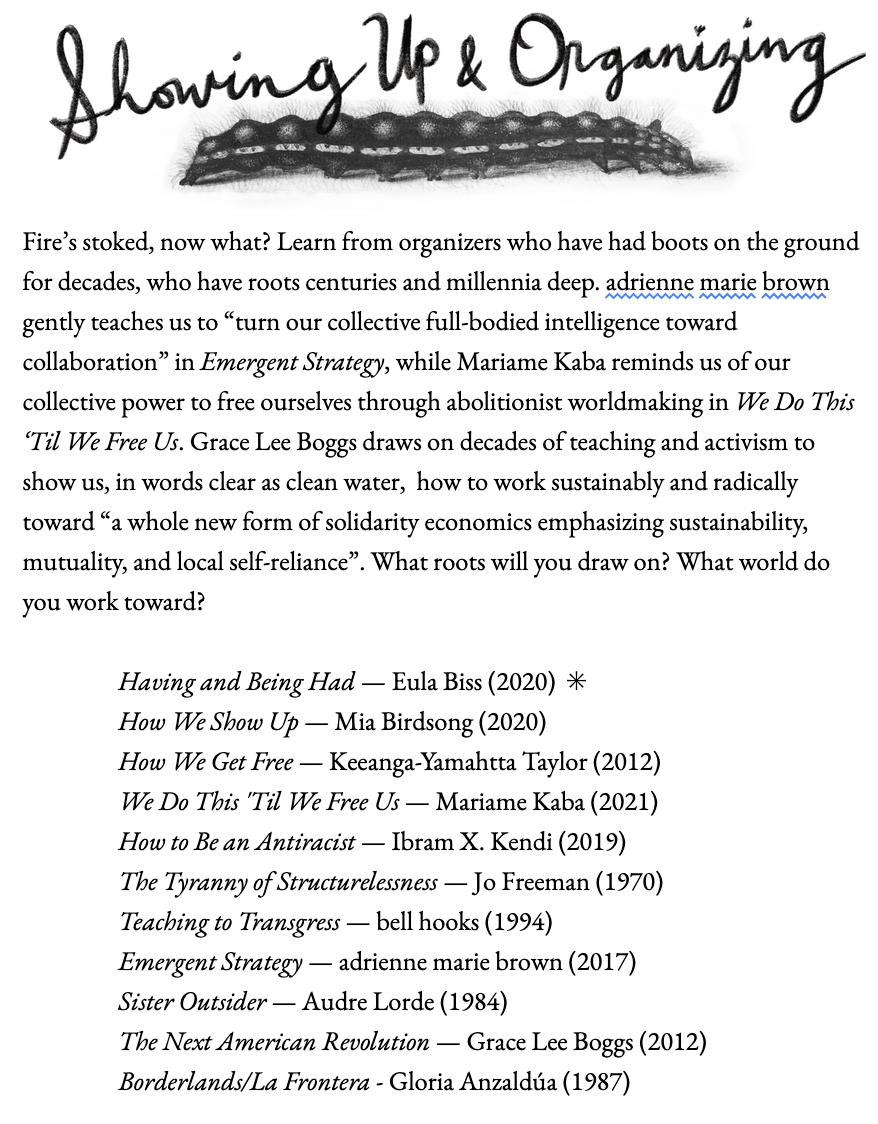 Showing Up & Organizing
Fire’s stoked, now what? Learn from organizers who have had boots on the ground
for decades, who have roots centuries and millennia deep. adrienne marie brown
gently teaches us to “turn our collective full-bodied intelligence toward
collaboration” in Emergent Strategy, while Mariame Kaba reminds us of our
collective power to free ourselves through abolitionist worldmaking in We Do This
‘Til We Free Us. Grace Lee Boggs draws on decades of teaching and activism to
show us, in words clear as clean water,  how to work sustainably and radically
toward “a whole new form of solidarity economics emphasizing sustainability,
mutuality, and local self-reliance”. What roots will you draw on? What world do
you work toward?
Having and Being Had — Eula Biss (2020) ✳
How We Show Up — Mia Birdsong (2020)
How We Get Free — Keeanga-Yamahtta Taylor (2012)
We Do This 'Til We Free Us — Mariame Kaba (2021)
How to Be an Antiracist — Ibram X. Kendi (2019)
The Tyranny of Structurelessness — Jo Freeman (1970)
Teaching to Transgress — bell hooks (1994)
Emergent Strategy — adrienne marie brown (2017)
Sister Outsider — Audre Lorde (1984)
The Next American Revolution — Grace Lee Boggs (2012)
Borderlands/La Frontera - Gloria Anzaldúa (1987)